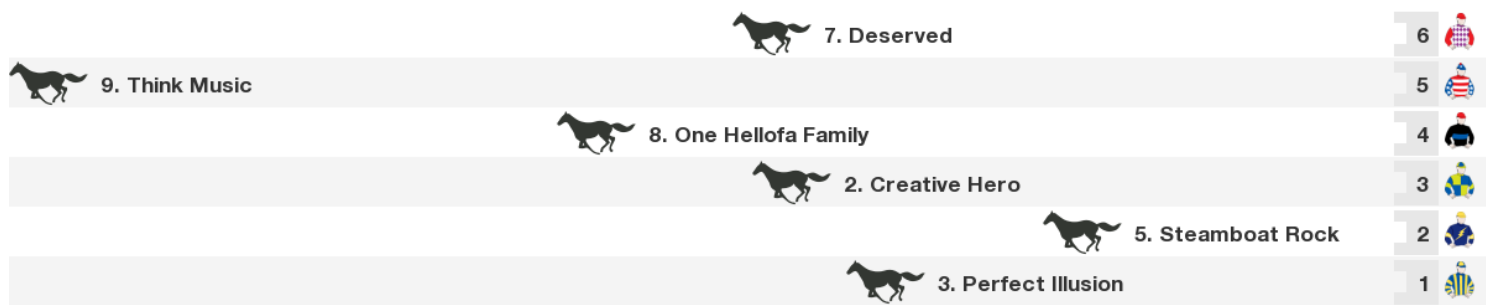 7. Deserved 6
9. Think Music 5
8. One Hellofa Family 4
2. Creative Hero 3
5. Steamboat Rock 2
3. Perfect Illusion 1